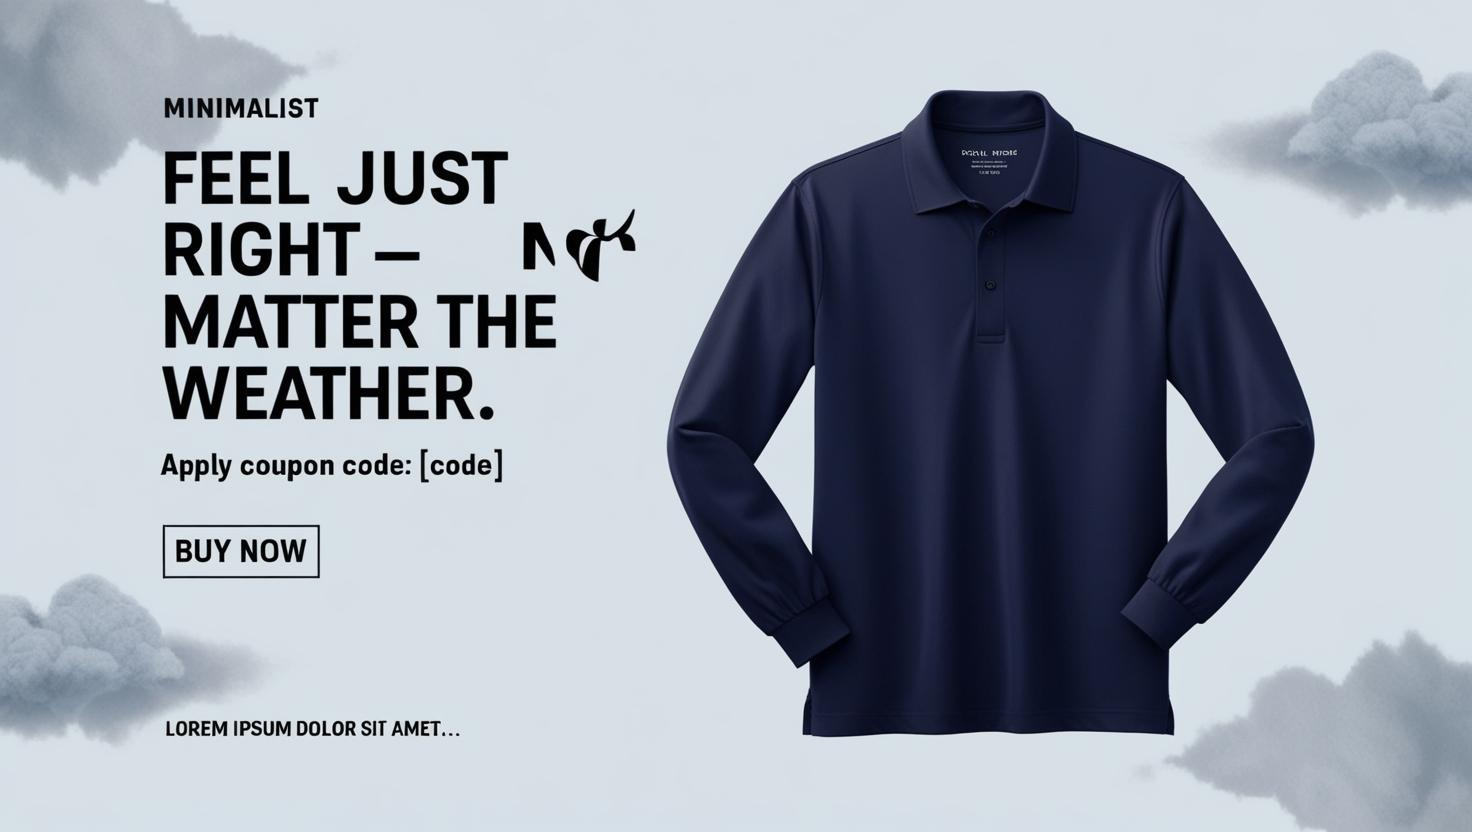 MINIMALIST
FEEL JUST
RIGHT –
MATTER THE
WEATHER.
Apply coupon code: [code]
BUY NOW
LOREM IPSUM DOLOR SIT AMET...